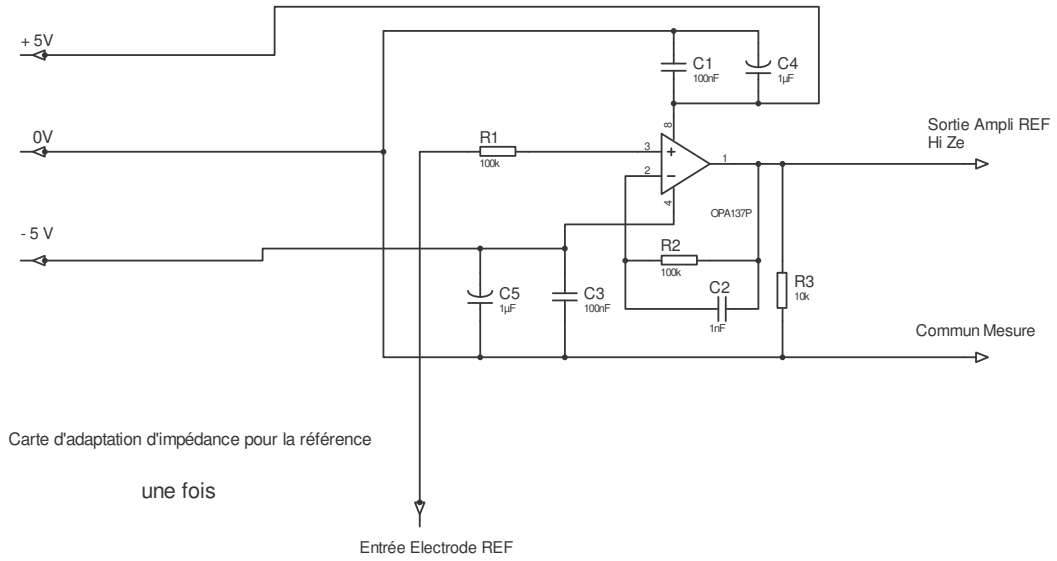 + 5V
0V
- 5 V
C1
100nF
C4
1µF
8
R1
100k
3
+
2
−
1
4
OPA137P
Sortie Ampli REF
Hi Ze
R2
100k
C2
1nF
R3
10k
C5
1µF
C3
100nF
Commun Mesure
Carte d'adaptation d'impédance pour la référence
une fois
Entrée Electrode REF